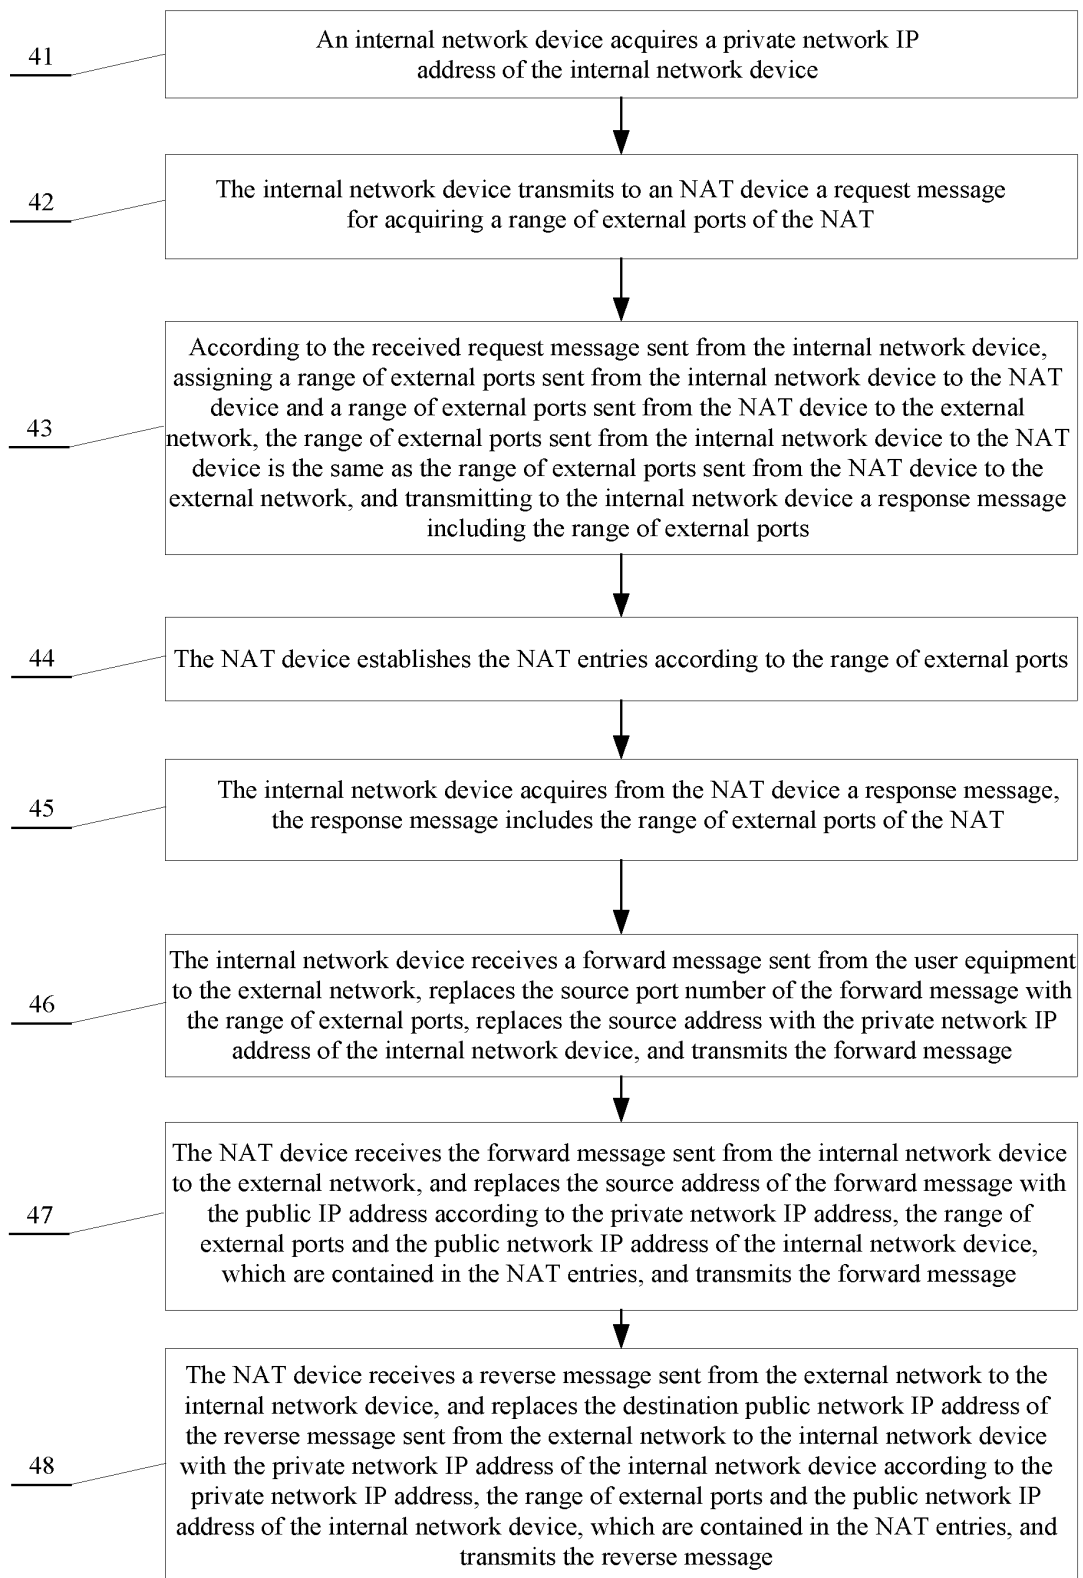 41
An internal network device acquires a private network IP
address of the internal network device
42
The internal network device transmits to an NAT device a request message
for acquiring a range of external ports of the NAT
43
According to the received request message sent from the internal network device,
assigning a range of external ports sent from the internal network device to the NAT
device and a range of external ports sent from the NAT device to the external
network, the range of external ports sent from the internal network device to the NAT
device is the same as the range of external ports sent from the NAT device to the
external network, and transmitting to the internal network device a response message
including the range of external ports
44
The NAT device establishes the NAT entries according to the range of external ports
45
The internal network device acquires from the NAT device a response message,
the response message includes the range of external ports of the NAT
46
The internal network device receives a forward message sent from the user equipment
to the external network, replaces the source port number of the forward message with
the range of external ports, replaces the source address with the private network IP
address of the internal network device, and transmits the forward message
47
The NAT device receives the forward message sent from the internal network device
to the external network, and replaces the source address of the forward message with
the public IP address according to the private network IP address, the range of
external ports and the public network IP address of the internal network device,
which are contained in the NAT entries, and transmits the forward message
48
The NAT device receives a reverse message sent from the external network to the
internal network device, and replaces the destination public network IP address of
the reverse message sent from the external network to the internal network device
with the private network IP address of the internal network device according to the
private network IP address, the range of external ports and the public network IP
address of the internal network device, which are contained in the NAT entries, and
transmits the reverse message